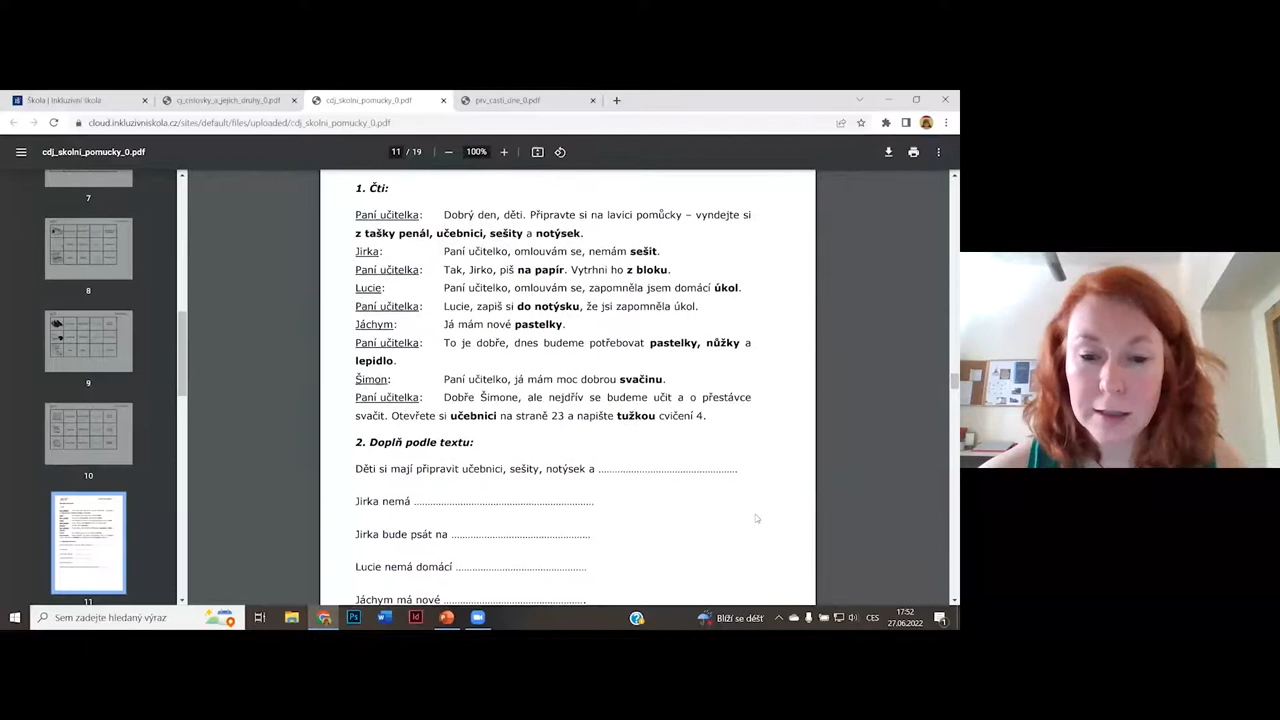 Škola | Inkluzivní škola
cj_cislovky_a_jejich_druhy_0.pdf
cdj_skolni_pomucky_0.pdf
prv_casti_dne_0.pdf
cloud.inkluzivniskola.cz/sites/default/files/uploaded/cdj_skolni_pomucky_0.pdf
cdj_skolni_pomucky_0.pdf
11 / 19
100%
7
8
9
10
11
1. Čti:
Paní učitelka: Dobrý den, děti. Připravte si na lavici pomůcky – vyndejte si
z tašky penál, učebnici, sešity a notýsek.
Jirka: Paní učitelko, omlouvám se, nemám sešit.
Paní učitelka: Tak, Jirko, piš na papír. Vytrhni ho z bloku.
Lucie: Paní učitelko, omlouvám se, zapomněla jsem domácí úkol.
Paní učitelka: Lucie, zapiš si do notýsku, že jsi zapomněla úkol.
Jáchym: Já mám nové pastelky.
Paní učitelka: To je dobře, dnes budeme potřebovat pastelky, nůžky a
lepidlo.
Šimon: Paní učitelko, já mám moc dobrou svačinu.
Paní učitelka: Dobře Šimone, ale nejdřív se budeme učit a o přestávce
svačit. Otevřete si učebnici na straně 23 a napište tužkou cvičení 4.
2. Doplň podle textu:
Děti si mají připravit učebnici, sešity, notýsek a ..........................................
Jirka nemá ......................................................
Jirka bude psát na ..........................................
Lucie nemá domácí .......................................
Jáchym má nové ...........................................
Sem zadejte hledaný výraz
Blíží se déšť
CES
17:52
27.06.2022